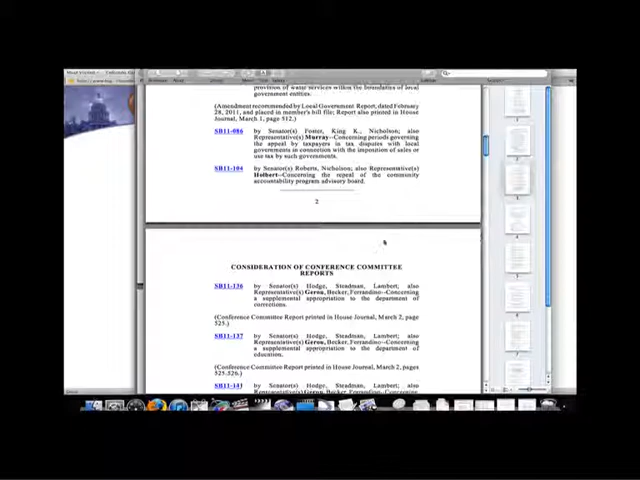 provision of water services within the boundaries of local
government entities.
(Amendment recommended by Local Government Report, dated February
28, 2011, and placed in member's bill file; Report also printed in House
Journal, March 1, page 512.)
SB11-086 by Senator(s) Foster, King K., Nicholson; also
Representative(s) Murray--Concerning periods governing
the appeal by taxpayers in tax disputes with local
governments in connection with the imposition of sales or
use tax by such governments.
SB11-104 by Senator(s) Roberts, Nicholson; also Representative(s)
Holbert--Concerning the repeal of the community
accountability program advisory board.
2
CONSIDERATION OF CONFERENCE COMMITTEE
REPORTS
SB11-136 by Senator(s) Hodge, Steadman, Lambert; also
Representative(s) Gerou, Becker, Ferrandino--Concerning
a supplemental appropriation to the department of
corrections.
(Conference Committee Report printed in House Journal, March 2, page
525.)
SB11-137 by Senator(s) Hodge, Steadman, Lambert; also
Representative(s) Gerou, Becker, Ferrandino--Concerning
a supplemental appropriation to the department of
education.
(Conference Committee Report printed in House Journal, March 2, pages
525-526.)
SB11-141 by Senator(s) Hodge, Steadman, Lambert; also
Representative(s) Gerou, Becker, Ferrandino--Concerning